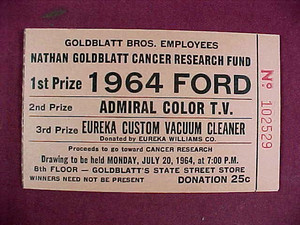 GOLDBLATT BROS. EMPLOYEES
NATHAN GOLDBLATT CANCER RESEARCH FUND
1st Prize 1964 FORD
2nd Prize ADMIRAL COLOR T.V.
3rd Prize EUREKA CUSTOM VACUUM CLEANER
Donated by EUREKA WILLIAMS CO.
Proceeds to go toward CANCER RESEARCH
Drawing to be held MONDAY, JULY 20, 1964, at 7:00 P.M.
8th FLOOR — GOLDBLATT'S STATE STREET STORE
WINNERS NEED NOT BE PRESENT DONATION 25c
No 102529